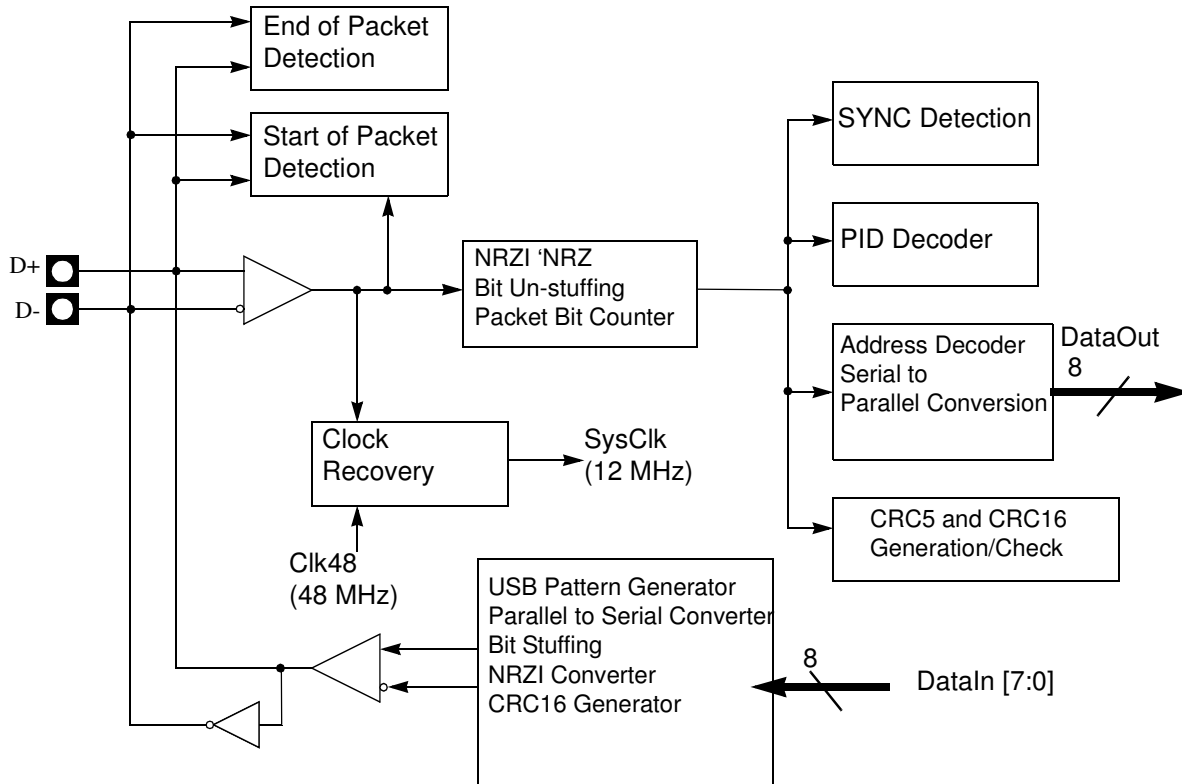 End of Packet
Detection
Start of Packet
Detection
SYNC Detection
PID Decoder
D+
D-
NRZI ‘NRZ
Bit Un-stuffing
Packet Bit Counter
Address Decoder
Serial to
Parallel Conversion
DataOut
8
Clock
Recovery
SysClk
(12 MHz)
CRC5 and CRC16
Generation/Check
Clk48
(48 MHz)
USB Pattern Generator
Parallel to Serial Converter
Bit Stuffing
NRZI Converter
CRC16 Generator
8
DataIn [7:0]